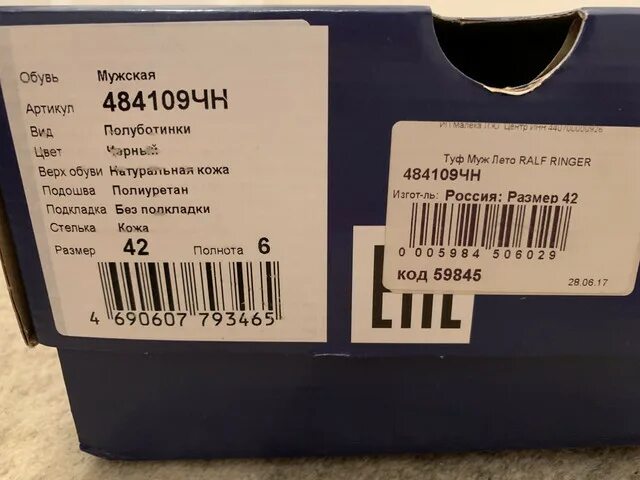 Обувь Мужская
Артикул 484109ЧН
Вид Полуботинки
Цвет Черный
Верх обуви Натуральная кожа
Подошва Полиуретан
Подкладка Без подкладки
Стелька Кожа
Размер 42 Полнота 6
4 690607 793465
Центр ИНН
Туф Муж Лето RALF RINGER
484109ЧН
Изгот-ль: Россия: Размер 42
0 005984 506029
код 59845
28.06.17